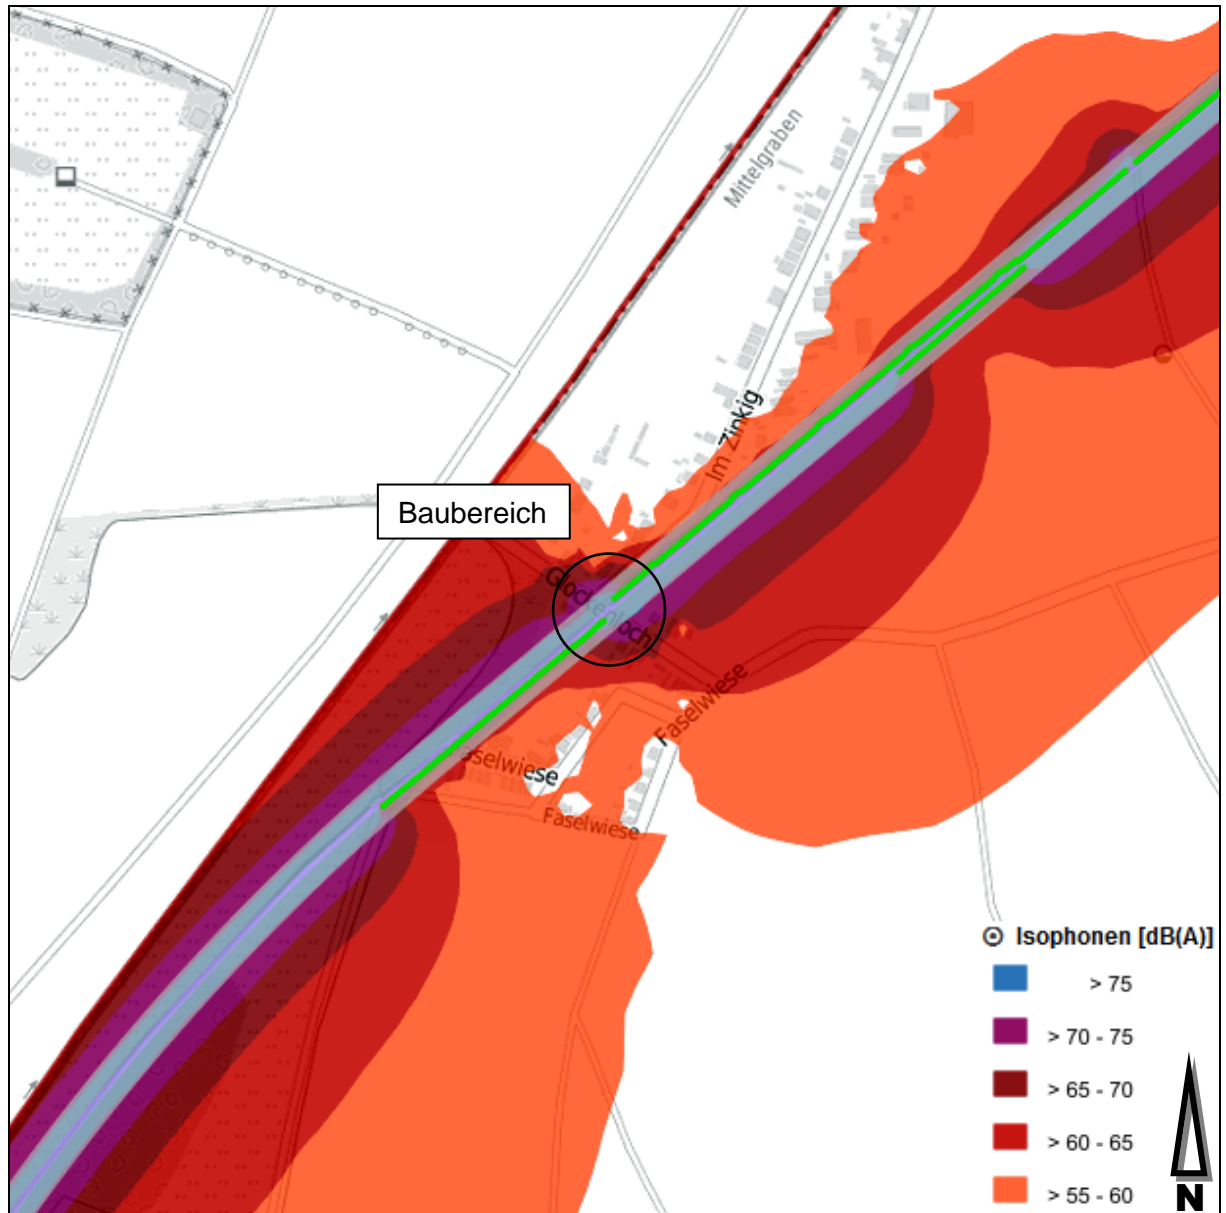 Mittelgraben
Im Zinkig
Baubereich
Glockenloch
Faselwiese
Faselwiese
Faselwiese
Isophonen [dB(A)]
> 75
> 70 - 75
> 65 - 70
> 60 - 65
> 55 - 60
N